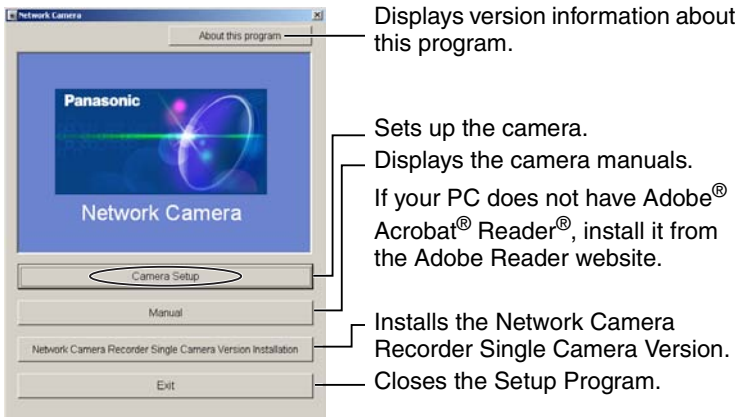 Network Camera
About this program
Panasonic
Network Camera
Camera Setup
Manual
Network Camera Recorder Single Camera Version Installation
Exit
Displays version information about
this program.
Sets up the camera.
Displays the camera manuals.
If your PC does not have Adobe®
Acrobat® Reader®, install it from
the Adobe Reader website.
Installs the Network Camera
Recorder Single Camera Version.
Closes the Setup Program.